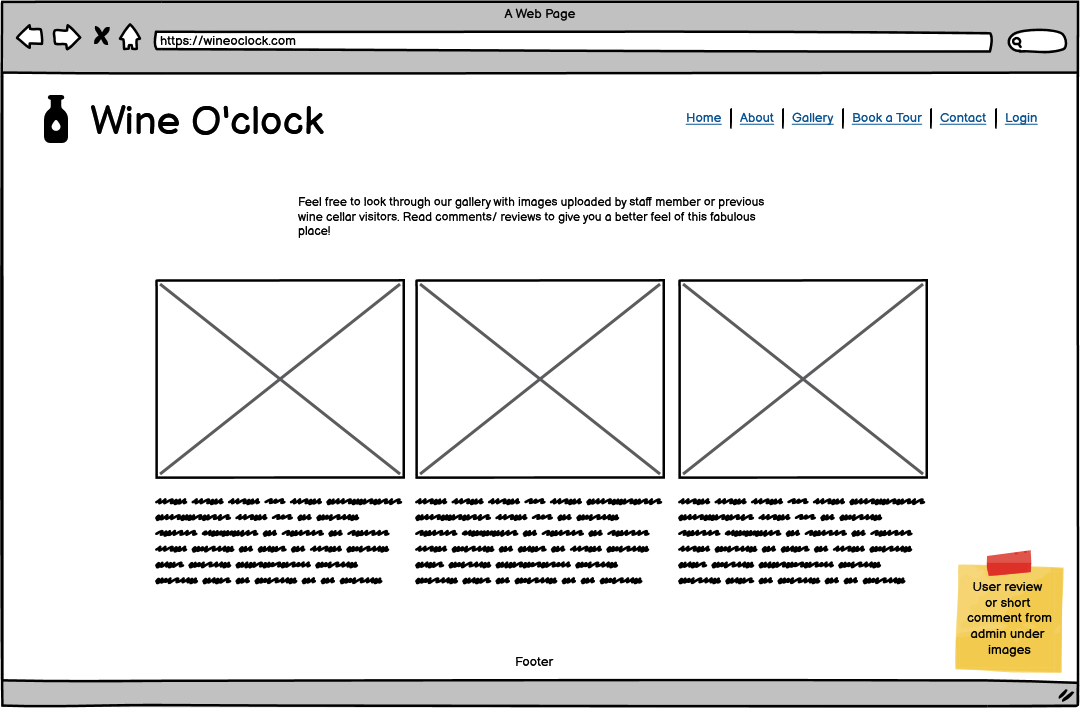 A Web Page
https://wineoclock.com
Wine O'clock
Home | About | Gallery | Book a Tour | Contact | Login
Feel free to look through our gallery with images uploaded by staff member or previous
wine cellar visitors. Read comments/ reviews to give you a better feel of this fabulous
place!
User review
or short
comment from
admin under
images
Footer